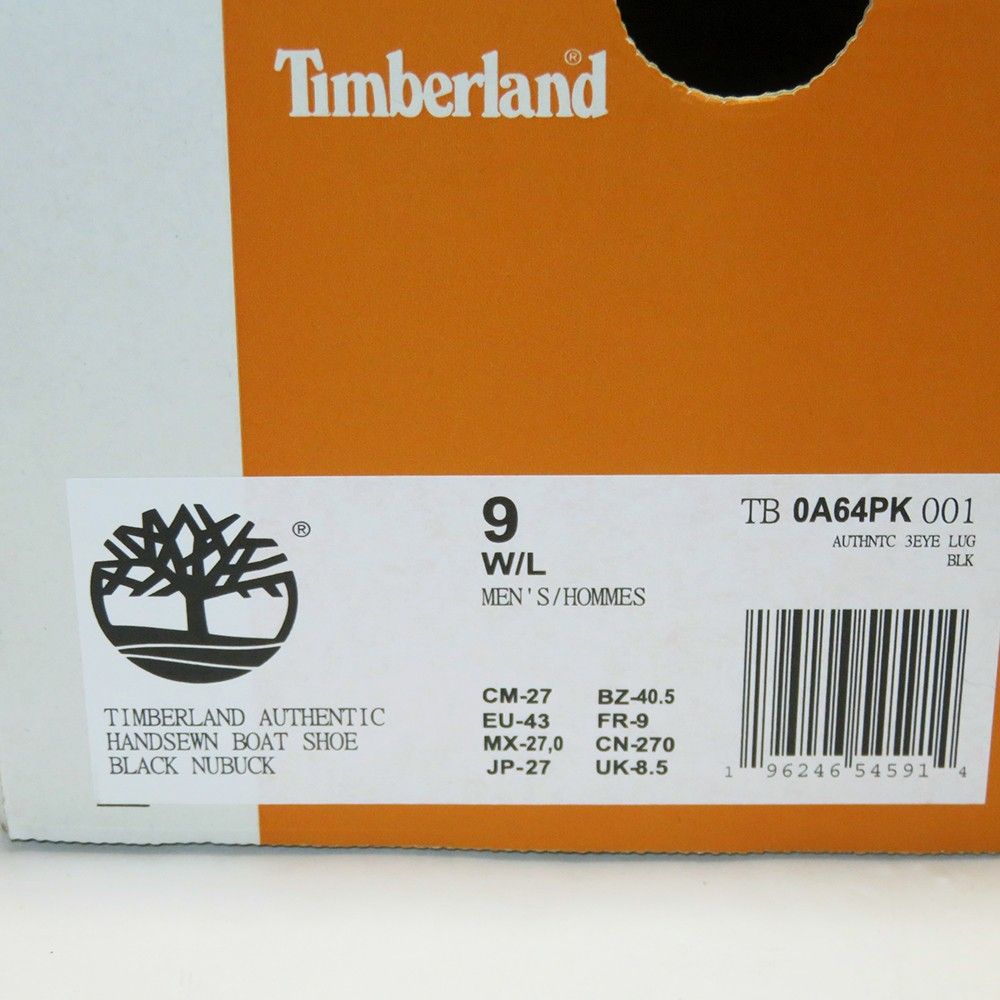 Timberland®
®
TIMBERLAND AUTHENTIC
HANDSEWN BOAT SHOE
BLACK NUBUCK
9
W/L
MEN'S/HOMMES
CM-27 BZ-40.5
EU-43 FR-9
MX-27,0 CN-270
JP-27 UK-8.5
TB 0A64PK 001
AUTHNTC 3EYE LUG
BLK
1 96246 54591 4